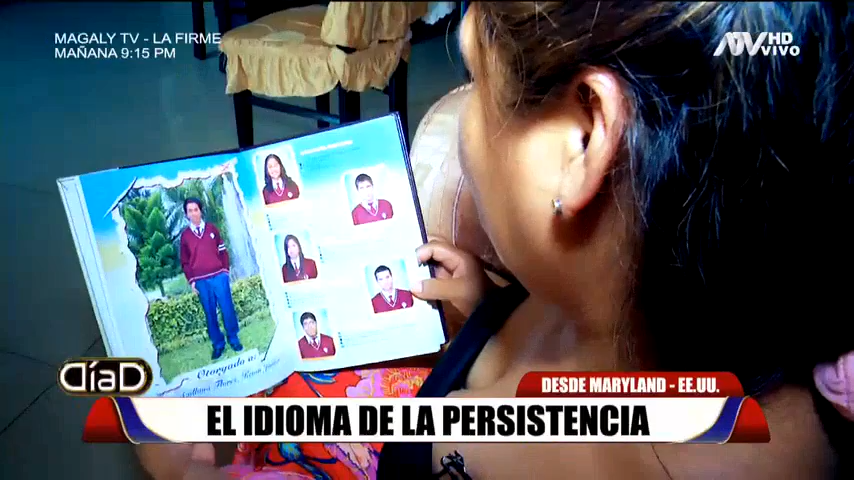 MAGALY TV - LA FIRME
MAÑANA 9:15 PM
ATV HD
VIVO
Otorgado a:
DíaD
DESDE MARYLAND - EE.UU.
EL IDIOMA DE LA PERSISTENCIA